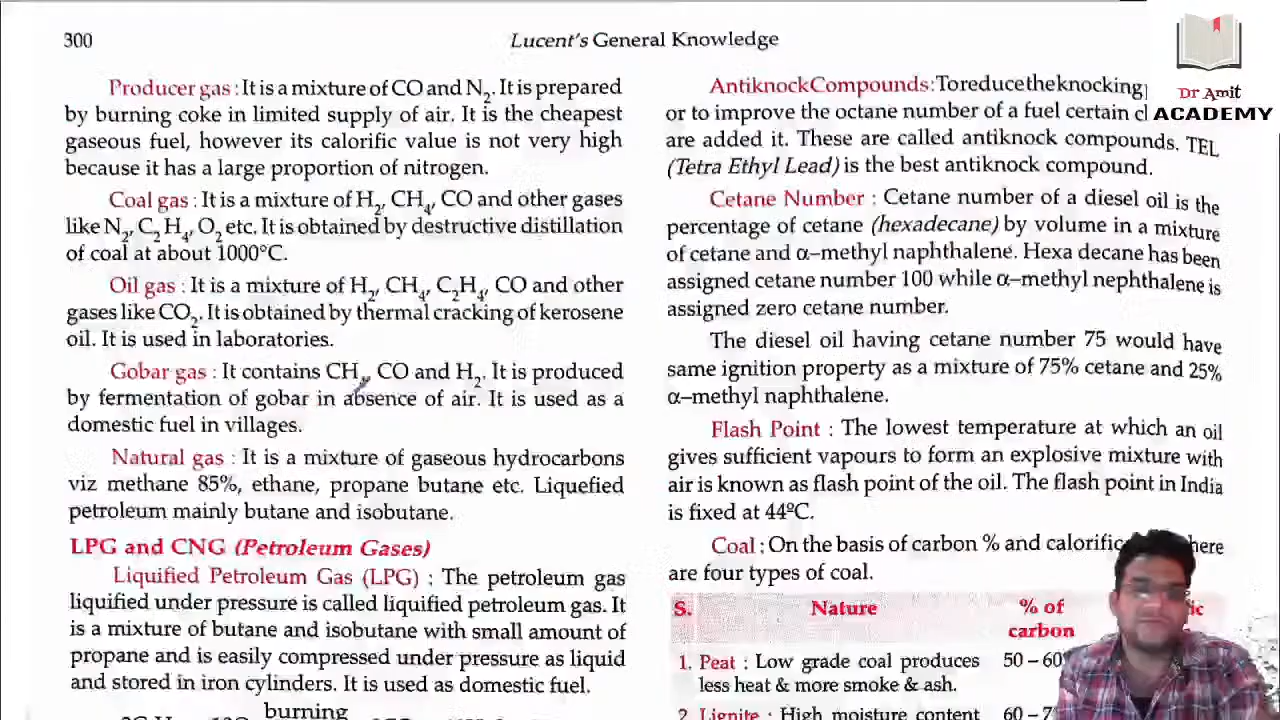 300
Lucent's General Knowledge
Producer gas : It is a mixture of CO and N2. It is prepared
by burning coke in limited supply of air. It is the cheapest
gaseous fuel, however its calorific value is not very high
because it has a large proportion of nitrogen.
Coal gas : It is a mixture of H2, CH4, CO and other gases
like N2, C2H4, O2 etc. It is obtained by destructive distillation
of coal at about 1000°C.
Oil gas : It is a mixture of H2, CH4, C2H4, CO and other
gases like CO2. It is obtained by thermal cracking of kerosene
oil. It is used in laboratories.
Gobar gas : It contains CH, CO and H2. It is produced
by fermentation of gobar in absence of air. It is used as a
domestic fuel in villages.
Natural gas : It is a mixture of gaseous hydrocarbons
viz methane 85%, ethane, propane butane etc. Liquefied
petroleum mainly butane and isobutane.
LPG and CNG (Petroleum Gases)
Liquified Petroleum Gas (LPG) : The petroleum gas
liquified under pressure is called liquified petroleum gas. It
is a mixture of butane and isobutane with small amount of
propane and is easily compressed under pressure as liquid
and stored in iron cylinders. It is used as domestic fuel.
burning
Antiknock Compounds : To reduce the knocking
or to improve the octane number of a fuel certain
are added it. These are called antiknock compounds. TEL
(Tetra Ethyl Lead) is the best antiknock compound.
Cetane Number : Cetane number of a diesel oil is the
percentage of cetane (hexadecane) by volume in a mixture
of cetane and α–methyl naphthalene. Hexa decane has been
assigned cetane number 100 while α–methyl nephthalene is
assigned zero cetane number.
The diesel oil having cetane number 75 would have
same ignition property as a mixture of 75% cetane and 25%
α–methyl naphthalene.
Flash Point : The lowest temperature at which an oil
gives sufficient vapours to form an explosive mixture with
air is known as flash point of the oil. The flash point in India
is fixed at 44ºC.
Coal : On the basis of carbon % and here
are four types of coal.
S. Nature % of
carbon
1. Peat : Low grade coal produces 50 – 60
less heat & more smoke & ash.
2. Lignite : High moisture content 60 –
Dr Amit
ACADEMY